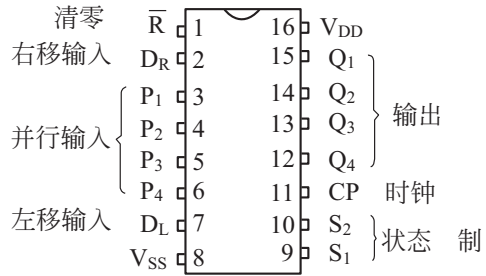 清零 R 1 16 VDD
右移输入 DR 2 15 Q1
P1 3 14 Q2
并行输入 P2 4 13 Q3 输出
P3 5 12 Q4
P4 6 11 CP 时钟
左移输入 DL 7 10 S2
VSS 8 9 S1 状态 制